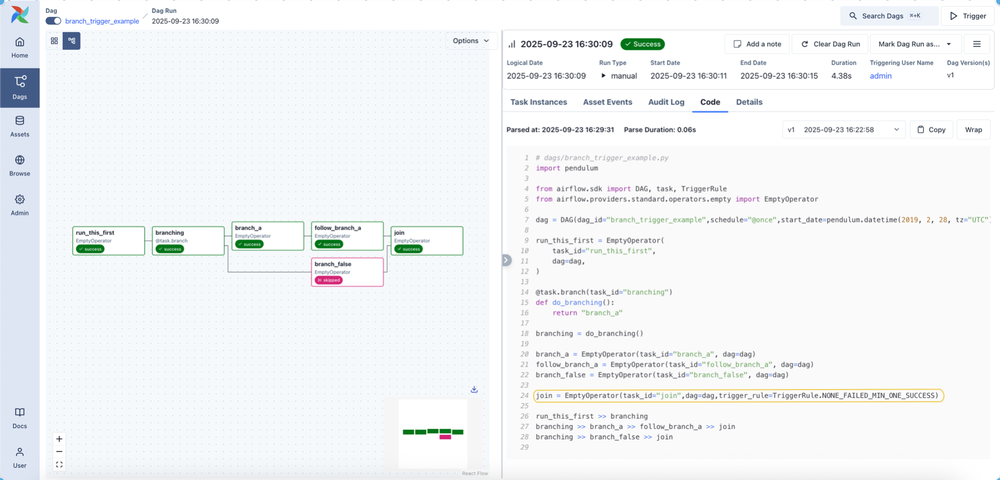 Dag
branch_trigger_example
/
Dag Run
2025-09-23 16:30:09
Search Dags ⌘+K
Trigger
Home
Dags
Assets
Browse
Admin
Docs
User
Options
run_this_first
EmptyOperator
success
branching
@task.branch
success
branch_a
EmptyOperator
success
follow_branch_a
EmptyOperator
success
branch_false
EmptyOperator
skipped
join
EmptyOperator
success
React Flow
2025-09-23 16:30:09 Success
Add a note
Clear Dag Run
Mark Dag Run as...
Logical Date Run Type Start Date End Date Duration Triggering User Name Dag Version(s)
2025-09-23 16:30:09 manual 2025-09-23 16:30:11 2025-09-23 16:30:15 4.38s admin v1
Task Instances Asset Events Audit Log Code Details
Parsed at: 2025-09-23 16:29:31 Parse Duration: 0.06s
v1 2025-09-23 16:22:58
Copy
Wrap
1 # dags/branch_trigger_example.py
2 import pendulum
3
4 from airflow.sdk import DAG, task, TriggerRule
5 from airflow.providers.standard.operators.empty import EmptyOperator
6
7 dag = DAG(dag_id="branch_trigger_example",schedule="@once",start_date=pendulum.datetime(2019, 2, 28, tz="UTC")
8
9 run_this_first = EmptyOperator(
10     task_id="run_this_first",
11     dag=dag,
12 )
13
14 @task.branch(task_id="branching")
15 def do_branching():
16     return "branch_a"
17
18 branching = do_branching()
19
20 branch_a = EmptyOperator(task_id="branch_a", dag=dag)
21 follow_branch_a = EmptyOperator(task_id="follow_branch_a", dag=dag)
22 branch_false = EmptyOperator(task_id="branch_false", dag=dag)
23
24 join = EmptyOperator(task_id="join",dag=dag,trigger_rule=TriggerRule.NONE_FAILED_MIN_ONE_SUCCESS)
25
26 run_this_first >> branching
27 branching >> branch_a >> follow_branch_a >> join
28 branching >> branch_false >> join
29